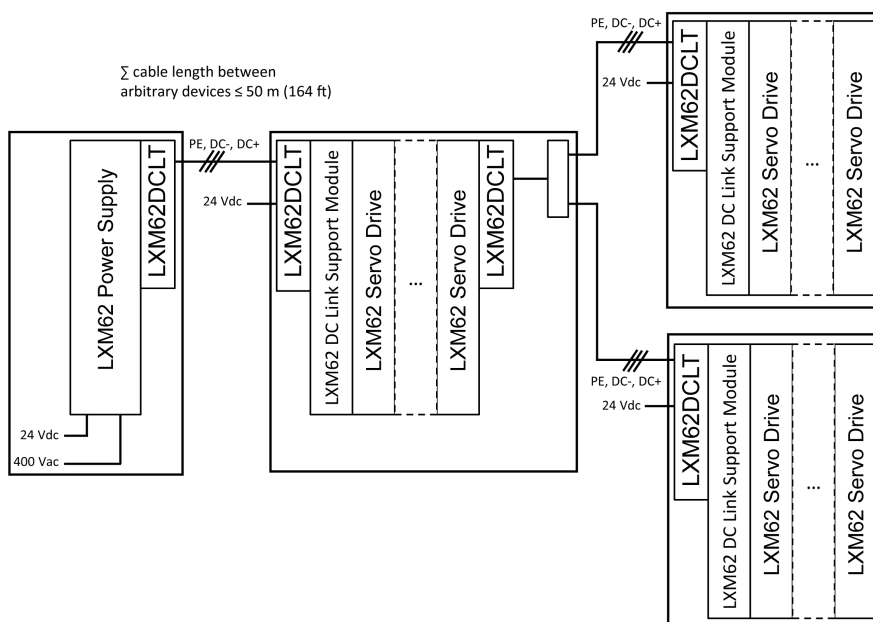 ∑ cable length between
arbitrary devices ≤ 50 m (164 ft)
LXM62 Power Supply
LXM62DCLT
24 Vdc
400 Vac
PE, DC-, DC+
24 Vdc
LXM62DCLT
LXM62 DC Link Support Module
LXM62 Servo Drive
...
LXM62 Servo Drive
LXM62DCLT
PE, DC-, DC+
24 Vdc
LXM62DCLT
LXM62 DC Link Support Module
LXM62 Servo Drive
...
LXM62 Servo Drive
PE, DC-, DC+
24 Vdc
LXM62DCLT
LXM62 DC Link Support Module
LXM62 Servo Drive
...
LXM62 Servo Drive